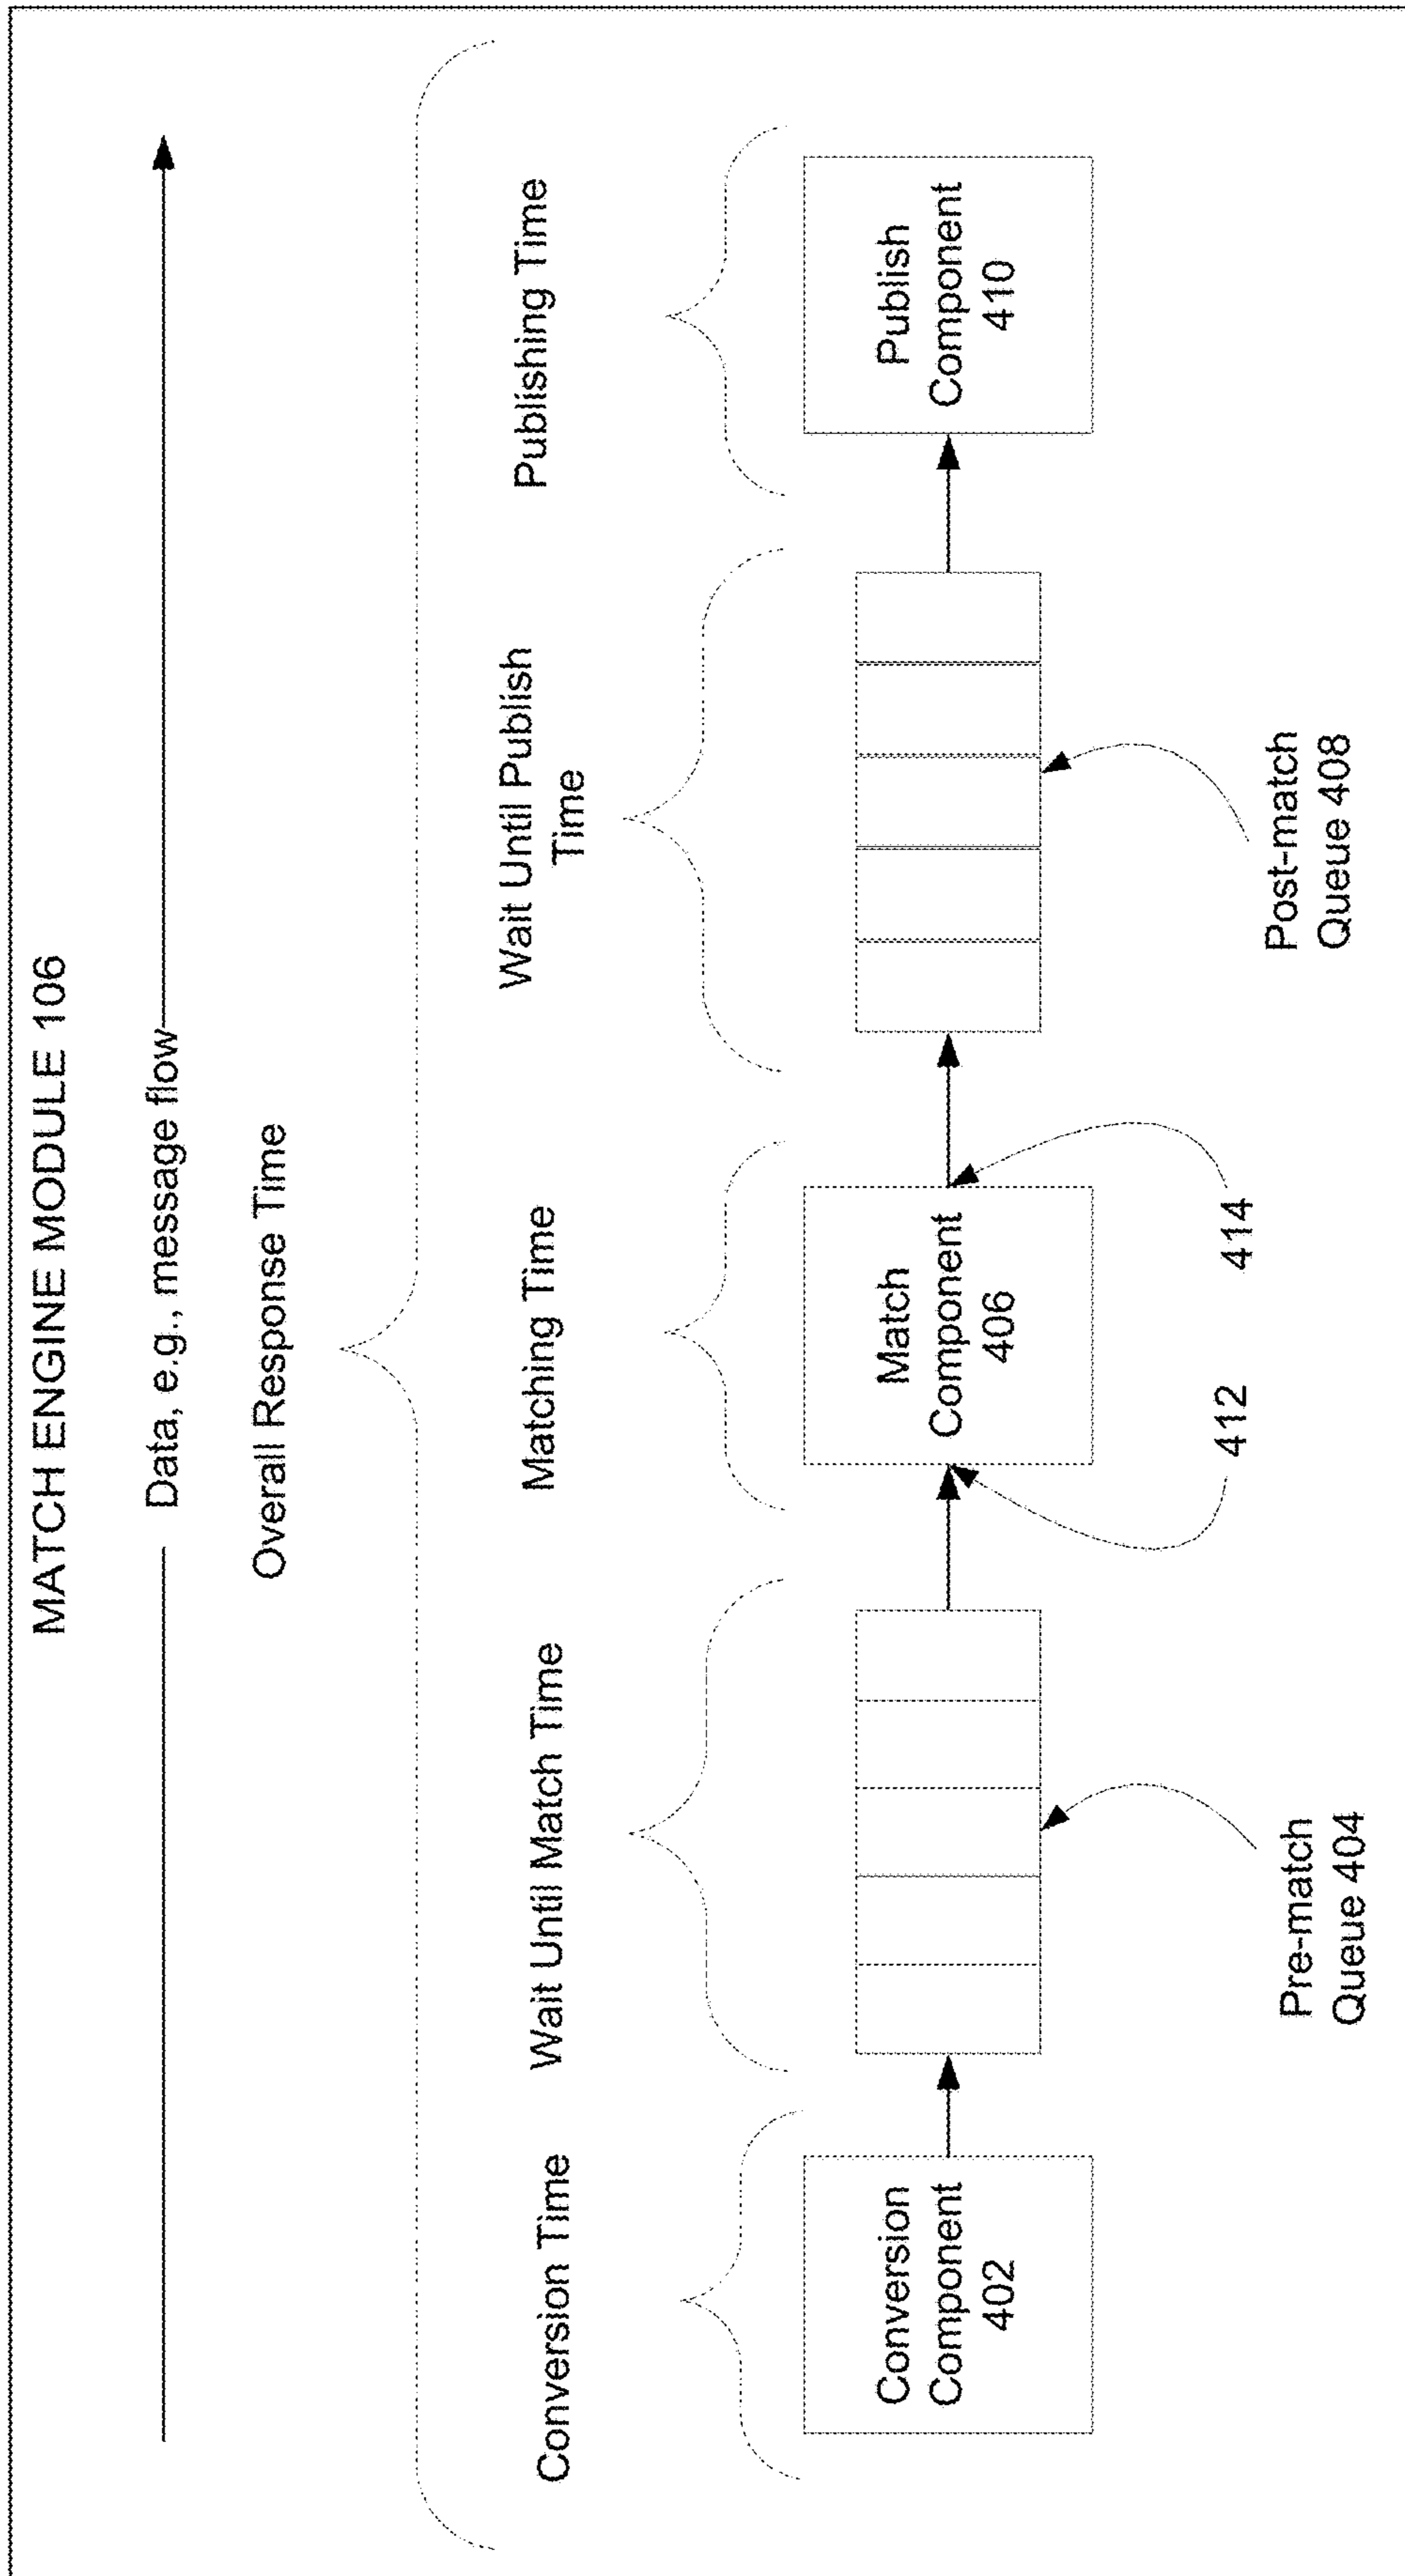 MATCH ENGINE MODULE 106
Data, e.g., message flow
Overall Response Time
Conversion Time
Wait Until Match Time
Matching Time
Wait Until Publish
Time
Publishing Time
Conversion
Component
402
Match
Component
406
Publish
Component
410
Pre-match
Queue 404
412
414
Post-match
Queue 408